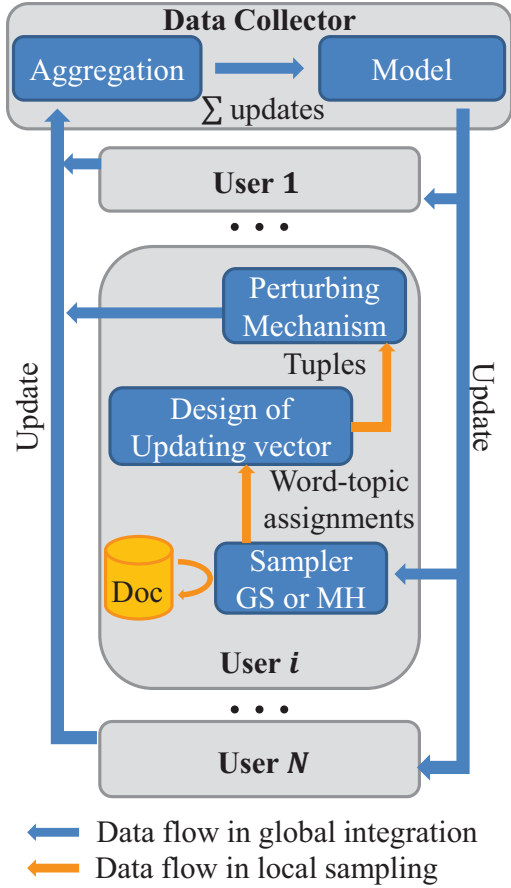 Data Collector
Aggregation
Model
∑ updates
User 1
• • •
Perturbing
Mechanism
Tuples
Update
Update
Design of
Updating vector
Word-topic
assignments
Sampler
GS or MH
Doc
User i
• • •
User N
Data flow in global integration
Data flow in local sampling